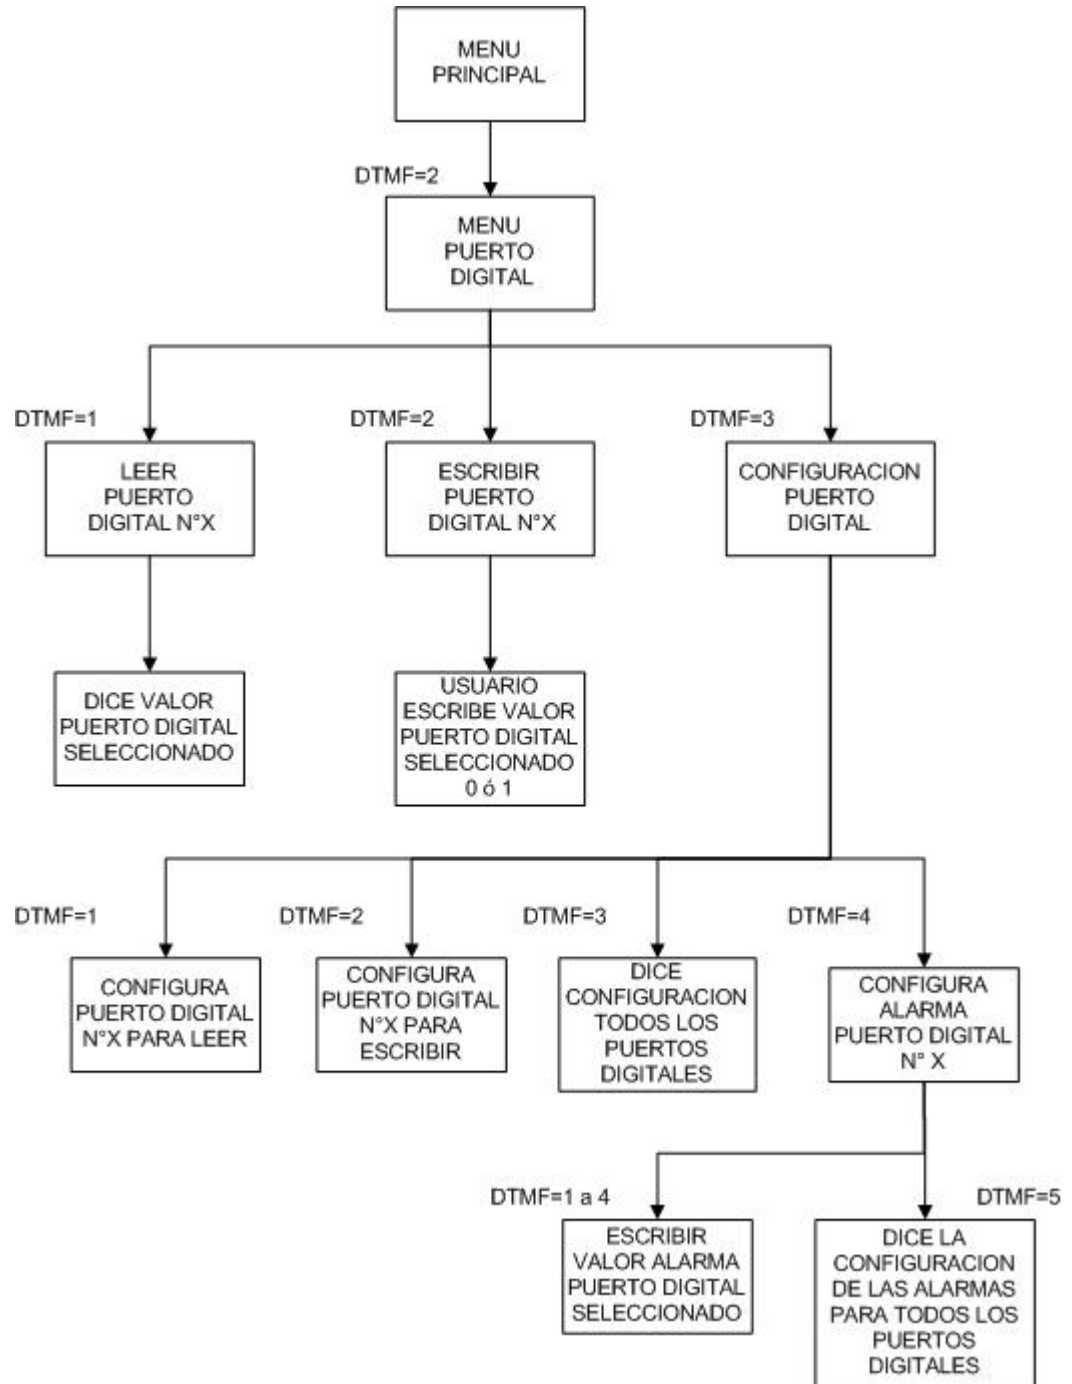 MENU
PRINCIPAL
DTMF=2
MENU
PUERTO
DIGITAL
DTMF=1
DTMF=2
DTMF=3
LEER
PUERTO
DIGITAL N°X
ESCRIBIR
PUERTO
DIGITAL N°X
CONFIGURACION
PUERTO
DIGITAL
DICE VALOR
PUERTO DIGITAL
SELECCIONADO
USUARIO
ESCRIBE VALOR
PUERTO DIGITAL
SELECCIONADO
0 ó 1
DTMF=1
DTMF=2
DTMF=3
DTMF=4
CONFIGURA
PUERTO DIGITAL
N°X PARA LEER
CONFIGURA
PUERTO DIGITAL
N°X PARA
ESCRIBIR
DICE
CONFIGURACION
TODOS LOS
PUERTOS
DIGITALES
CONFIGURA
ALARMA
PUERTO DIGITAL
N° X
DTMF=1 a 4
DTMF=5
ESCRIBIR
VALOR ALARMA
PUERTO DIGITAL
SELECCIONADO
DICE LA
CONFIGURACION
DE LAS ALARMAS
PARA TODOS LOS
PUERTOS
DIGITALES